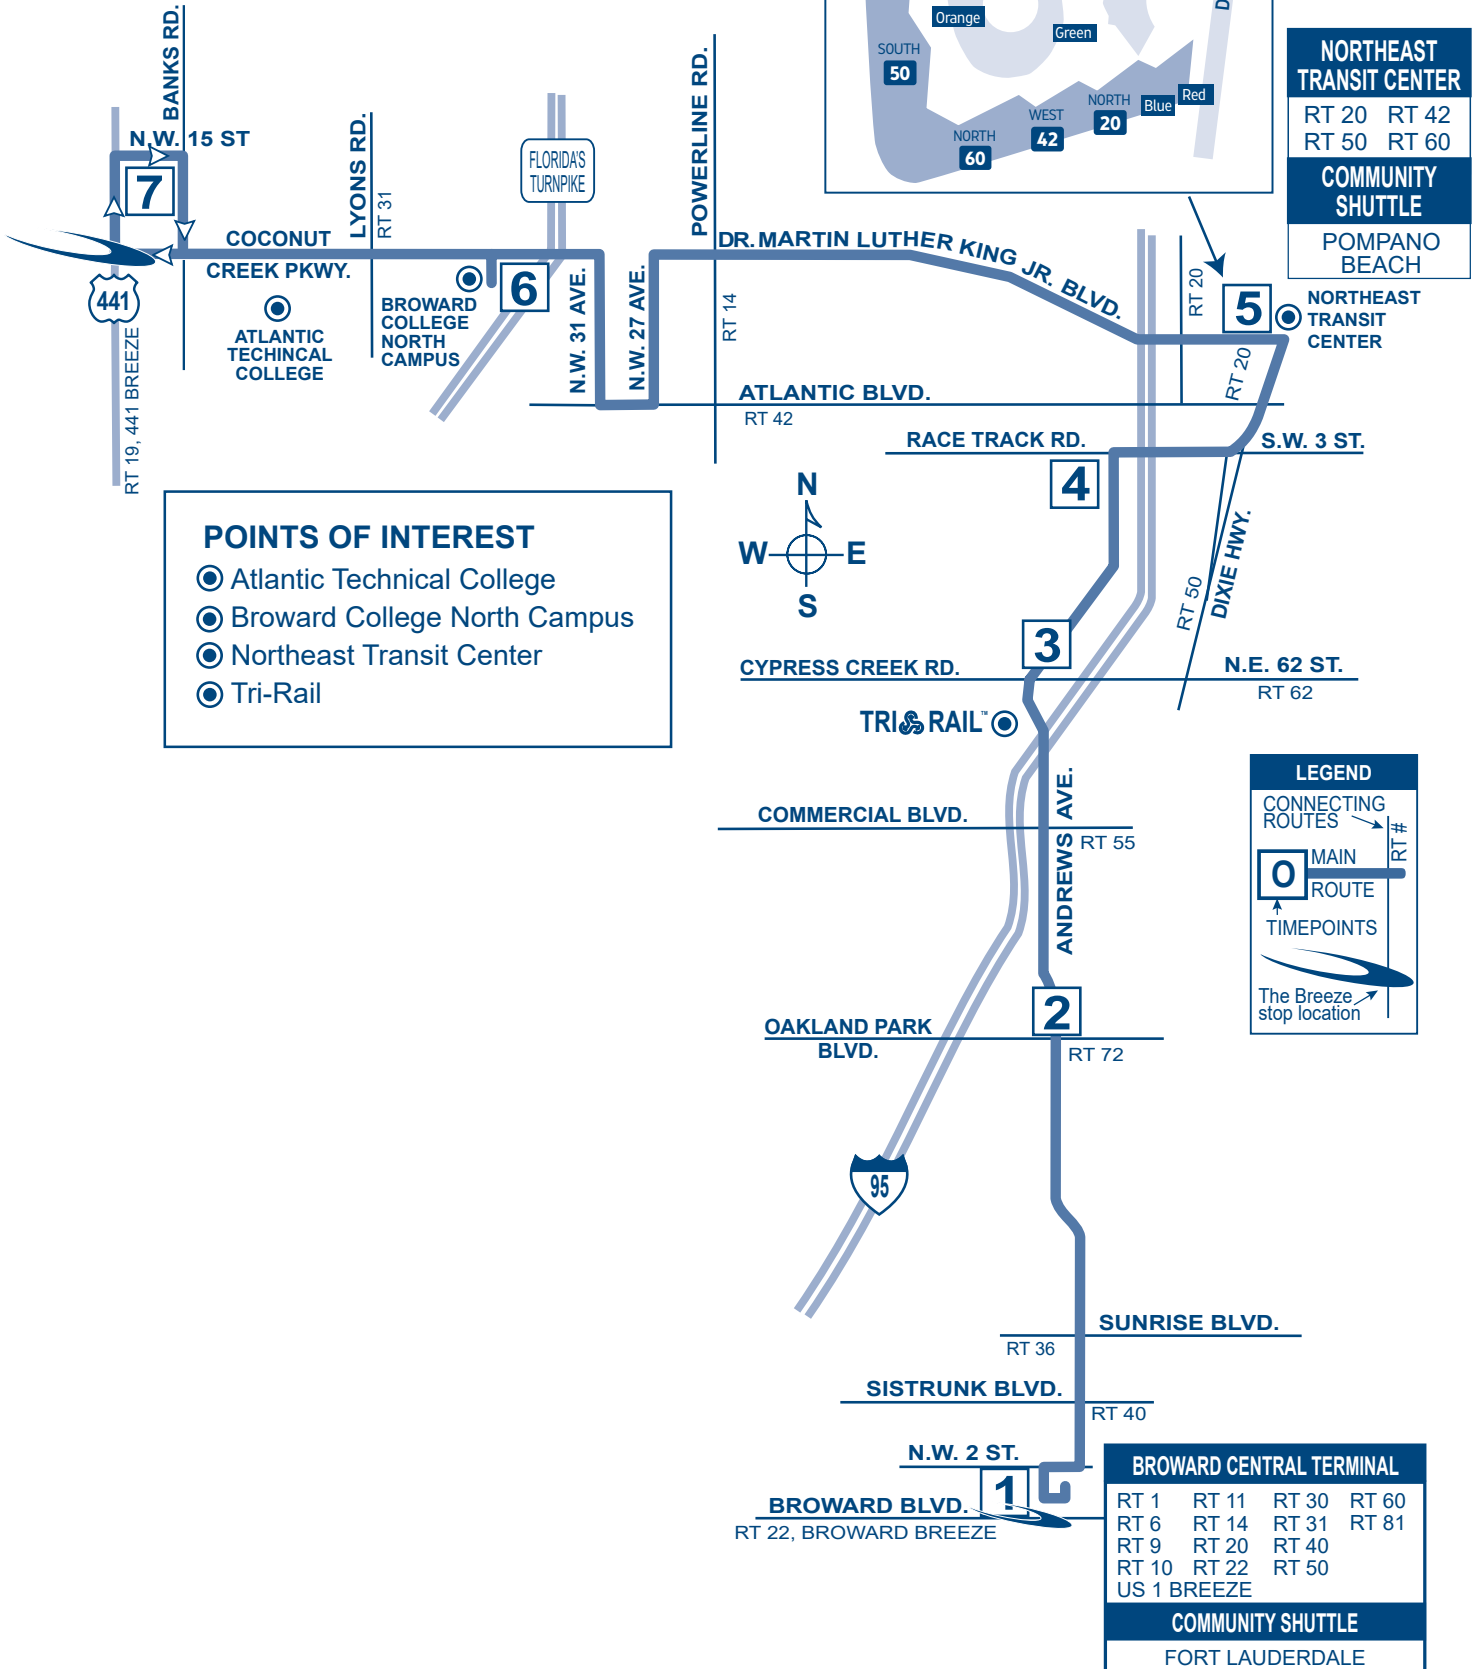 BANKS RD.
N.W. 15 ST
7
COCONUT
CREEK PKWY.
441
RT 19, 441 BREEZE
ATLANTIC
TECHINCAL
COLLEGE
LYONS RD.
RT 31
BROWARD
COLLEGE
NORTH
CAMPUS
FLORIDA'S
TURNPIKE
6
N.W. 31 AVE.
N.W. 27 AVE.
POWERLINE RD.
RT 14
DR. MARTIN LUTHER KING JR. BLVD.
Orange
Green
SOUTH
50
NORTH
60
WEST
42
NORTH
20
Blue
Red
D
NORTHEAST
TRANSIT CENTER
RT 20 RT 42
RT 50 RT 60
COMMUNITY
SHUTTLE
POMPANO
BEACH
RT 20
5
NORTHEAST
TRANSIT
CENTER
RT 20
ATLANTIC BLVD.
RT 42
RACE TRACK RD.
S.W. 3 ST.
4
N
W E
S
POINTS OF INTEREST
Atlantic Technical College
Broward College North Campus
Northeast Transit Center
Tri-Rail
RT 50
DIXIE HWY.
3
CYPRESS CREEK RD.
N.E. 62 ST.
RT 62
TRI RAIL™
COMMERCIAL BLVD.
RT 55
ANDREWS AVE.
LEGEND
CONNECTING
ROUTES
RT #
O
MAIN
ROUTE
TIMEPOINTS
The Breeze
stop location
2
OAKLAND PARK
BLVD.
RT 72
95
SUNRISE BLVD.
RT 36
SISTRUNK BLVD.
RT 40
N.W. 2 ST.
1
BROWARD BLVD.
RT 22, BROWARD BREEZE
BROWARD CENTRAL TERMINAL
RT 1 RT 11 RT 30 RT 60
RT 6 RT 14 RT 31 RT 81
RT 9 RT 20 RT 40
RT 10 RT 22 RT 50
US 1 BREEZE
COMMUNITY SHUTTLE
FORT LAUDERDALE